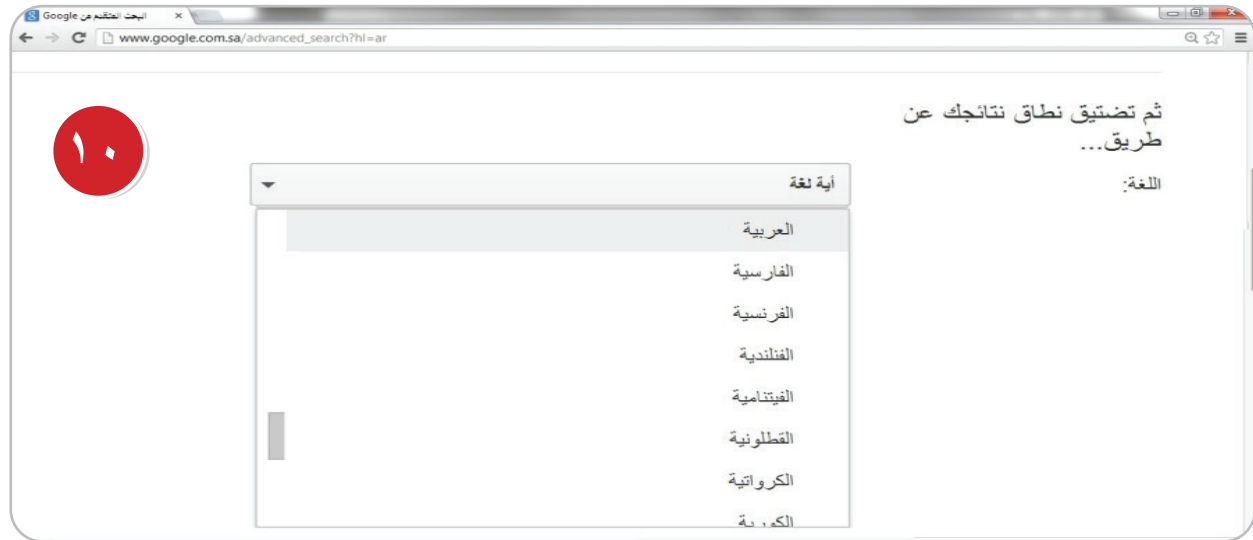 البحث المتقدم من Google
www.google.com.sa/advanced_search?hl=ar
١٠
ثم تضتيق نطاق نتائجك عن
طريق...
اللغة:
أية لغة
العربية
الفارسية
الفرنسية
الفنلندية
الفيتنامية
القطلونية
الكرواتية
الكورية